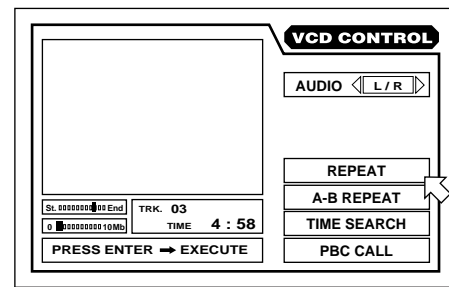 VCD CONTROL
AUDIO L / R
REPEAT
A-B REPEAT
TIME SEARCH
PBC CALL
St. End
0 10Mb
TRK. 03
TIME 4 : 58
PRESS ENTER ➞ EXECUTE